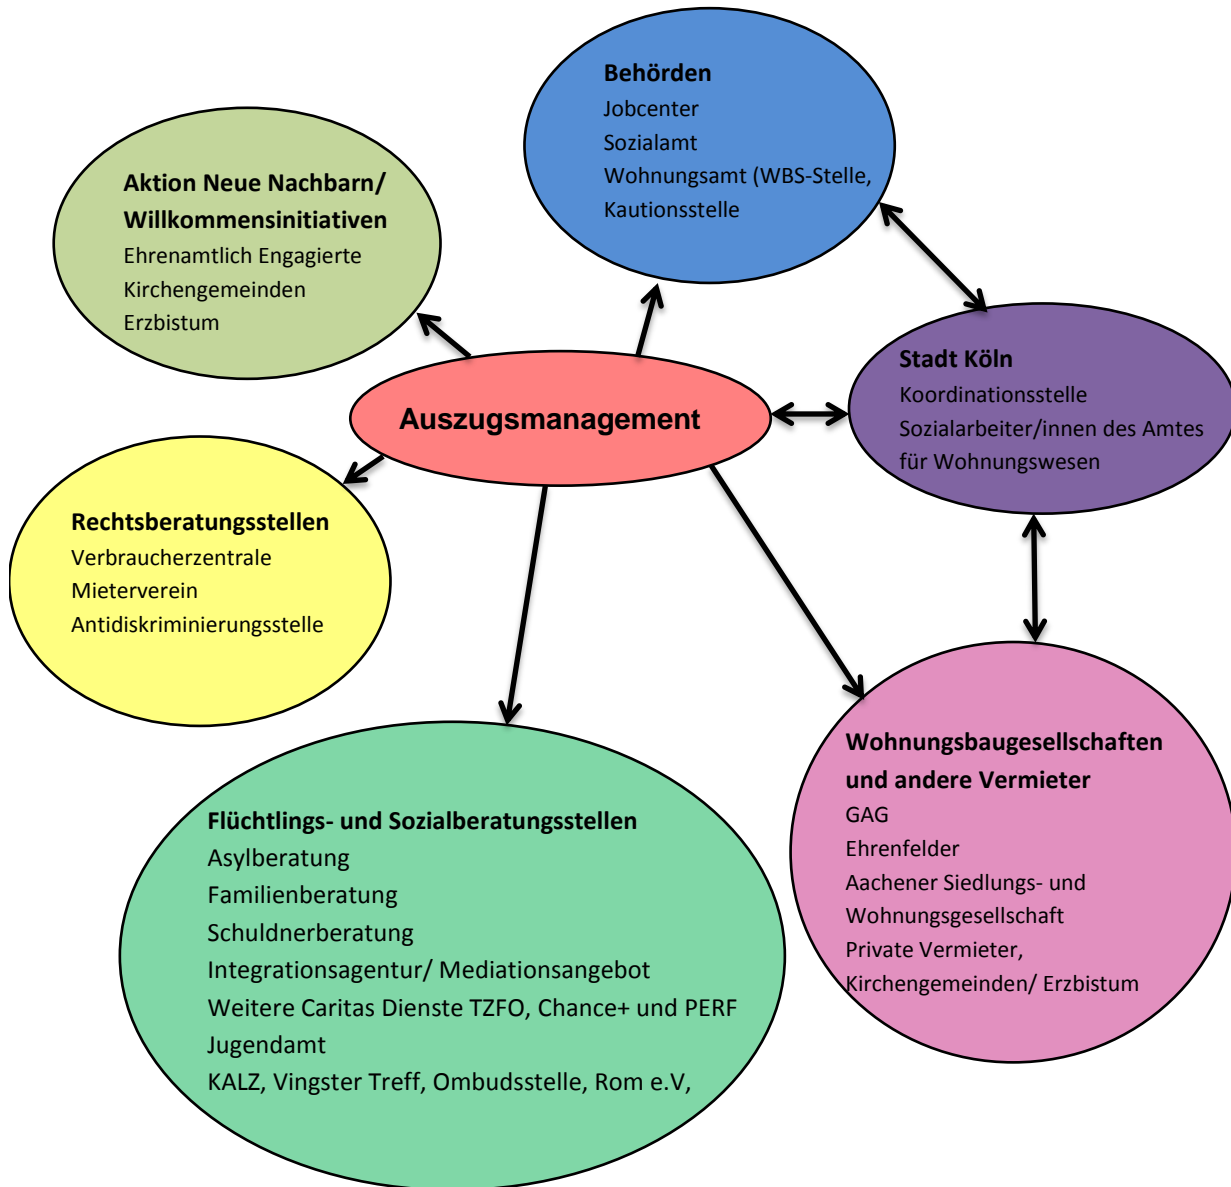 Behörden
Jobcenter
Sozialamt
Wohnungsamt (WBS-Stelle,
Kautionsstelle
Aktion Neue Nachbarn/
Willkommensinitiativen
Ehrenamtlich Engagierte
Kirchengemeinden
Erzbistum
Stadt Köln
Koordinationsstelle
Sozialarbeiter/innen des Amtes
für Wohnungswesen
Auszugsmanagement
Rechtsberatungsstellen
Verbraucherzentrale
Mieterverein
Antidiskriminierungsstelle
Wohnungsbaugesellschaften
und andere Vermieter
GAG
Ehrenfelder
Aachener Siedlungs- und
Wohnungsgesellschaft
Private Vermieter,
Kirchengemeinden/ Erzbistum
Flüchtlings- und Sozialberatungsstellen
Asylberatung
Familienberatung
Schuldnerberatung
Integrationsagentur/ Mediationsangebot
Weitere Caritas Dienste TZFO, Chance+ und PERF
Jugendamt
KALZ, Vingster Treff, Ombudsstelle, Rom e.V,